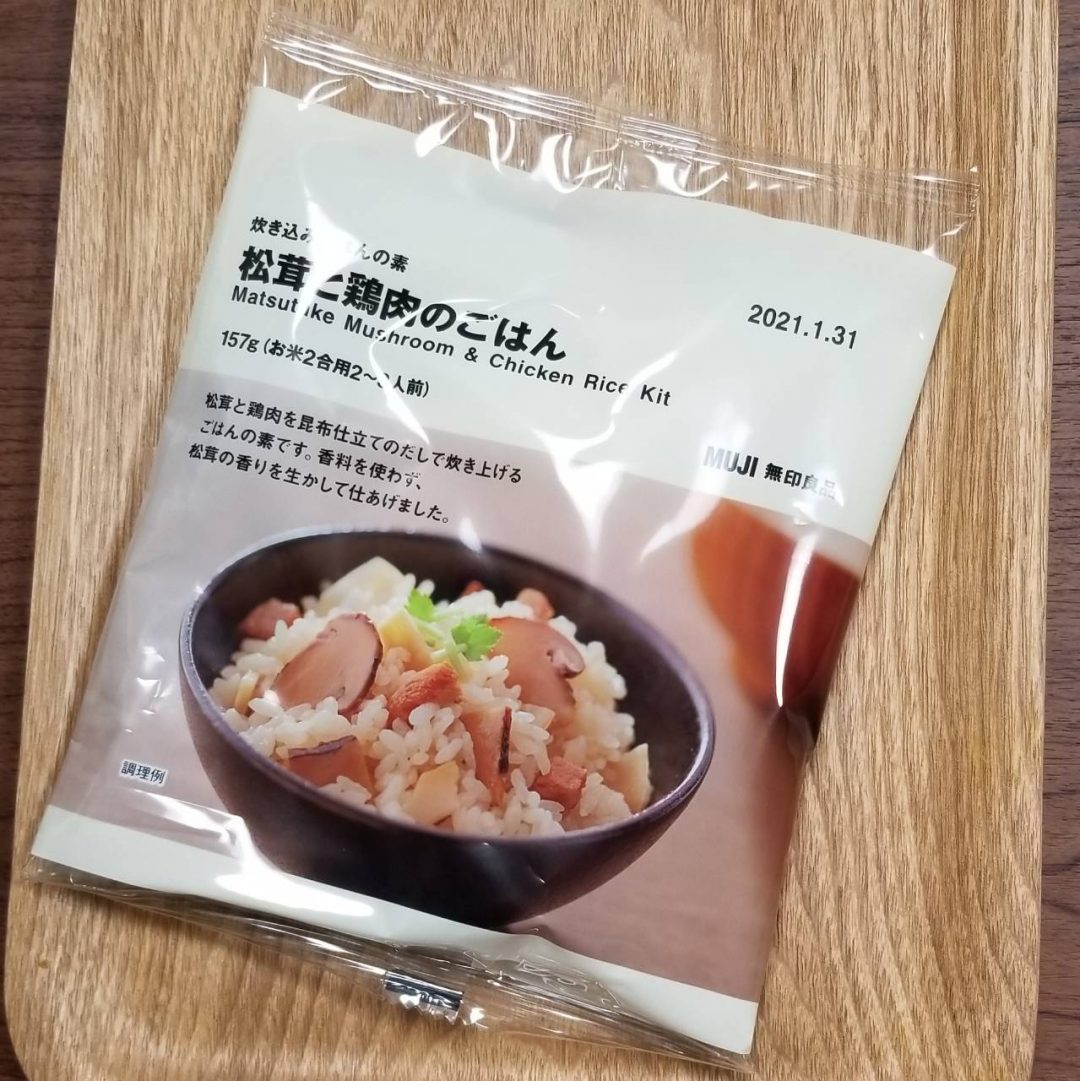 炊き込みごはんの素
松茸と鶏肉のごはん
Matsutake Mushroom & Chicken Rice Kit
157g (お米2合用2～3人前)
2021.1.31
松茸と鶏肉を昆布仕立てのだしで炊き上げる
ごはんの素です。香料を使わず、
松茸の香りを生かして仕あげました。
MUJI 無印良品
調理例